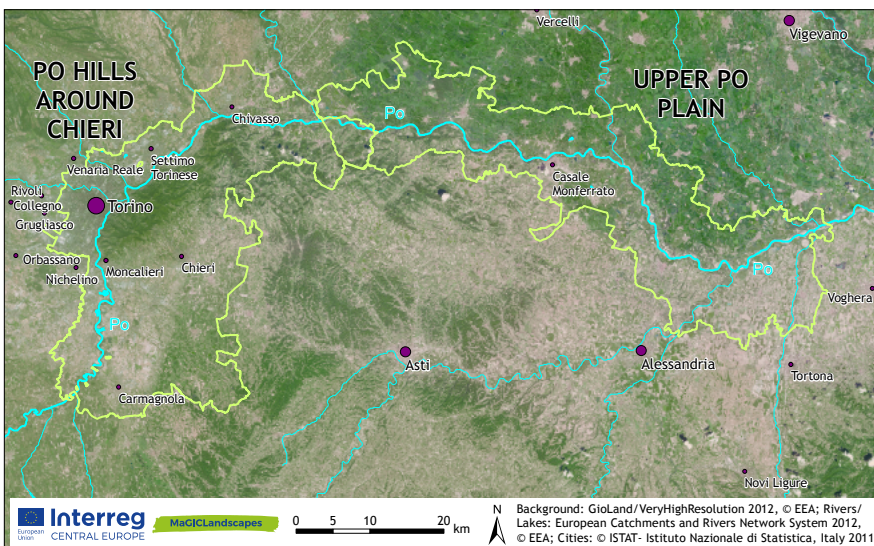 Vercelli
Vigevano
PO HILLS
AROUND
CHIERI
UPPER PO
PLAIN
Chivasso
Po
Settimo
Torinese
Venaria Reale
Casale
Monferrato
Rivoli
Collegno
Torino
Grugliasco
Orbassano
Nichelino
Moncalieri
Chieri
Po
Voghera
Po
Asti
Alessandria
Tortona
Carmagnola
Novi Ligure
European
Union
Interreg
CENTRAL EUROPE
MaGICLandscapes
0 5 10 20
km
N
Background: GioLand/VeryHighResolution 2012, © EEA; Rivers/
Lakes: European Catchments and Rivers Network System 2012,
© EEA; Cities: © ISTAT- Istituto Nazionale di Statistica, Italy 2011